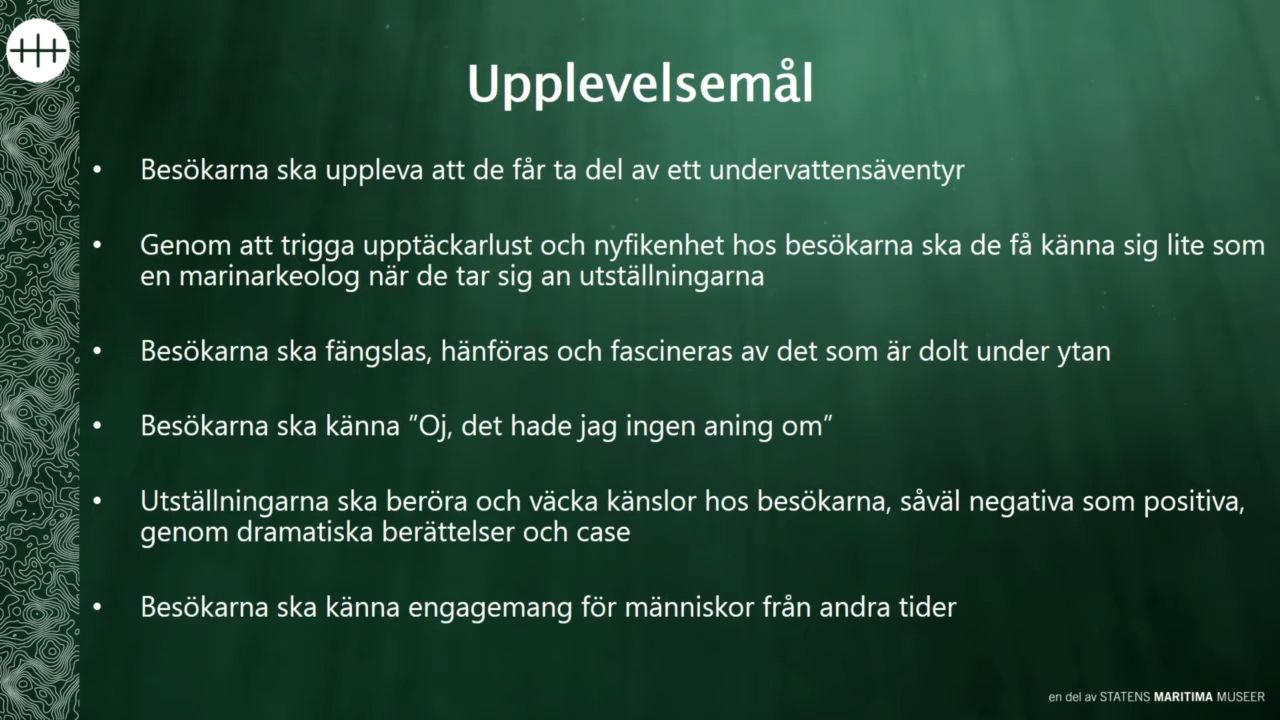 Upplevelsemål
• Besökarna ska uppleva att de får ta del av ett undervattensäventyr
• Genom att trigga upptäckarlust och nyfikenhet hos besökarna ska de få känna sig lite som
en marinarkeolog när de tar sig an utställningarna
• Besökarna ska fängslas, hänföras och fascineras av det som är dolt under ytan
• Besökarna ska känna ”Oj, det hade jag ingen aning om”
• Utställningarna ska beröra och väcka känslor hos besökarna, såväl negativa som positiva,
genom dramatiska berättelser och case
• Besökarna ska känna engagemang för människor från andra tider
en del av STATENS MARITIMA MUSEER